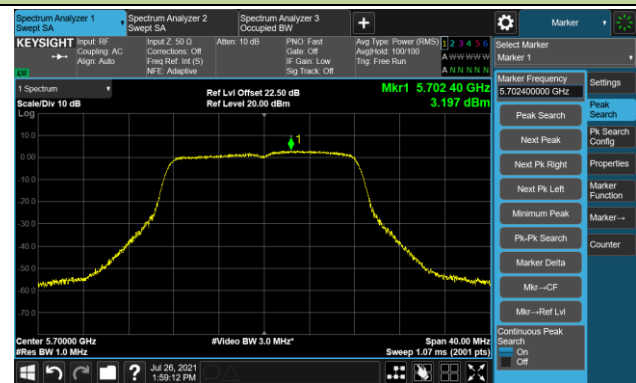 Spectrum Analyzer 1
Swept SA
Spectrum Analyzer 2
Swept SA
Spectrum Analyzer 3
Occupied BW
+
Marker
KEYSIGHT
Input: RF
Coupling: AC
Align: Auto
Input Z: 50 Ω
Corrections: Off
Freq Ref: Int (S)
NFE: Adaptive
Atten: 10 dB
PNO: Fast
Gate: Off
IF Gain: Low
Sig Track: Off
Avg Type: Power (RMS)
Avg|Hold: 100/100
Trig: Free Run
1 2 3 4 5 6
A W W W W W
A N N N N N
Select Marker
Marker 1
1 Spectrum
Scale/Div 10 dB
Log
Ref Lvl Offset 22.50 dB
Ref Level 20.00 dBm
Mkr1 5.702 40 GHz
3.197 dBm
1
10.0
0.00
-10.0
-20.0
-30.0
-40.0
-50.0
-60.0
-70.0
Center 5.70000 GHz
#Res BW 1.0 MHz
#Video BW 3.0 MHz*
Span 40.00 MHz
Sweep 1.07 ms (2001 pts)
Marker Frequency
5.702400000 GHz
Peak Search
Next Peak
Next Pk Right
Next Pk Left
Minimum Peak
Pk-Pk Search
Marker Delta
Mkr→CF
Mkr→Ref Lvl
Continuous Peak
Search
On
Off
Settings
Peak
Search
Pk Search
Config
Properties
Marker
Function
Marker→
Counter
?
Jul 26, 2021
1:59:12 PM